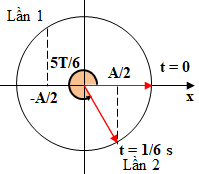 Lần 1
5T/6
A/2
t = 0
-A/2
x
t = 1/6 s
Lần 2